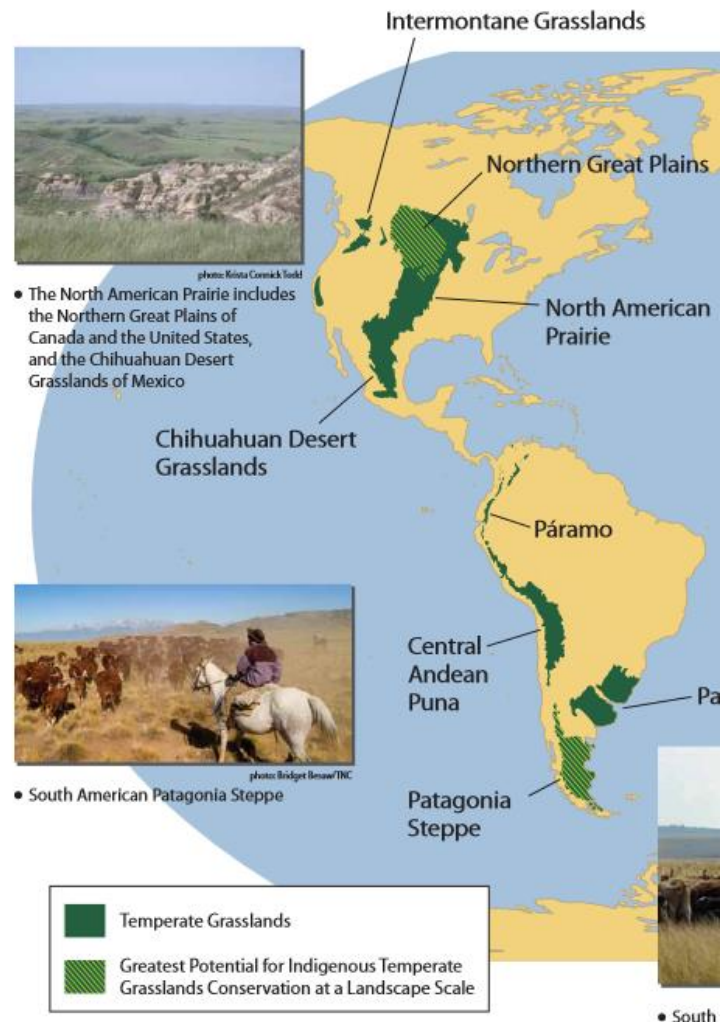 Intermontane Grasslands
Northern Great Plains
photo: Krista Connick Todd
• The North American Prairie includes
the Northern Great Plains of
Canada and the United States,
and the Chihuahuan Desert
Grasslands of Mexico
North American
Prairie
Chihuahuan Desert
Grasslands
Páramo
Central
Andean
Puna
Pa
photo: Bridget Besaw/TNC
• South American Patagonia Steppe
Patagonia
Steppe
Temperate Grasslands
Greatest Potential for Indigenous Temperate
Grasslands Conservation at a Landscape Scale
• South